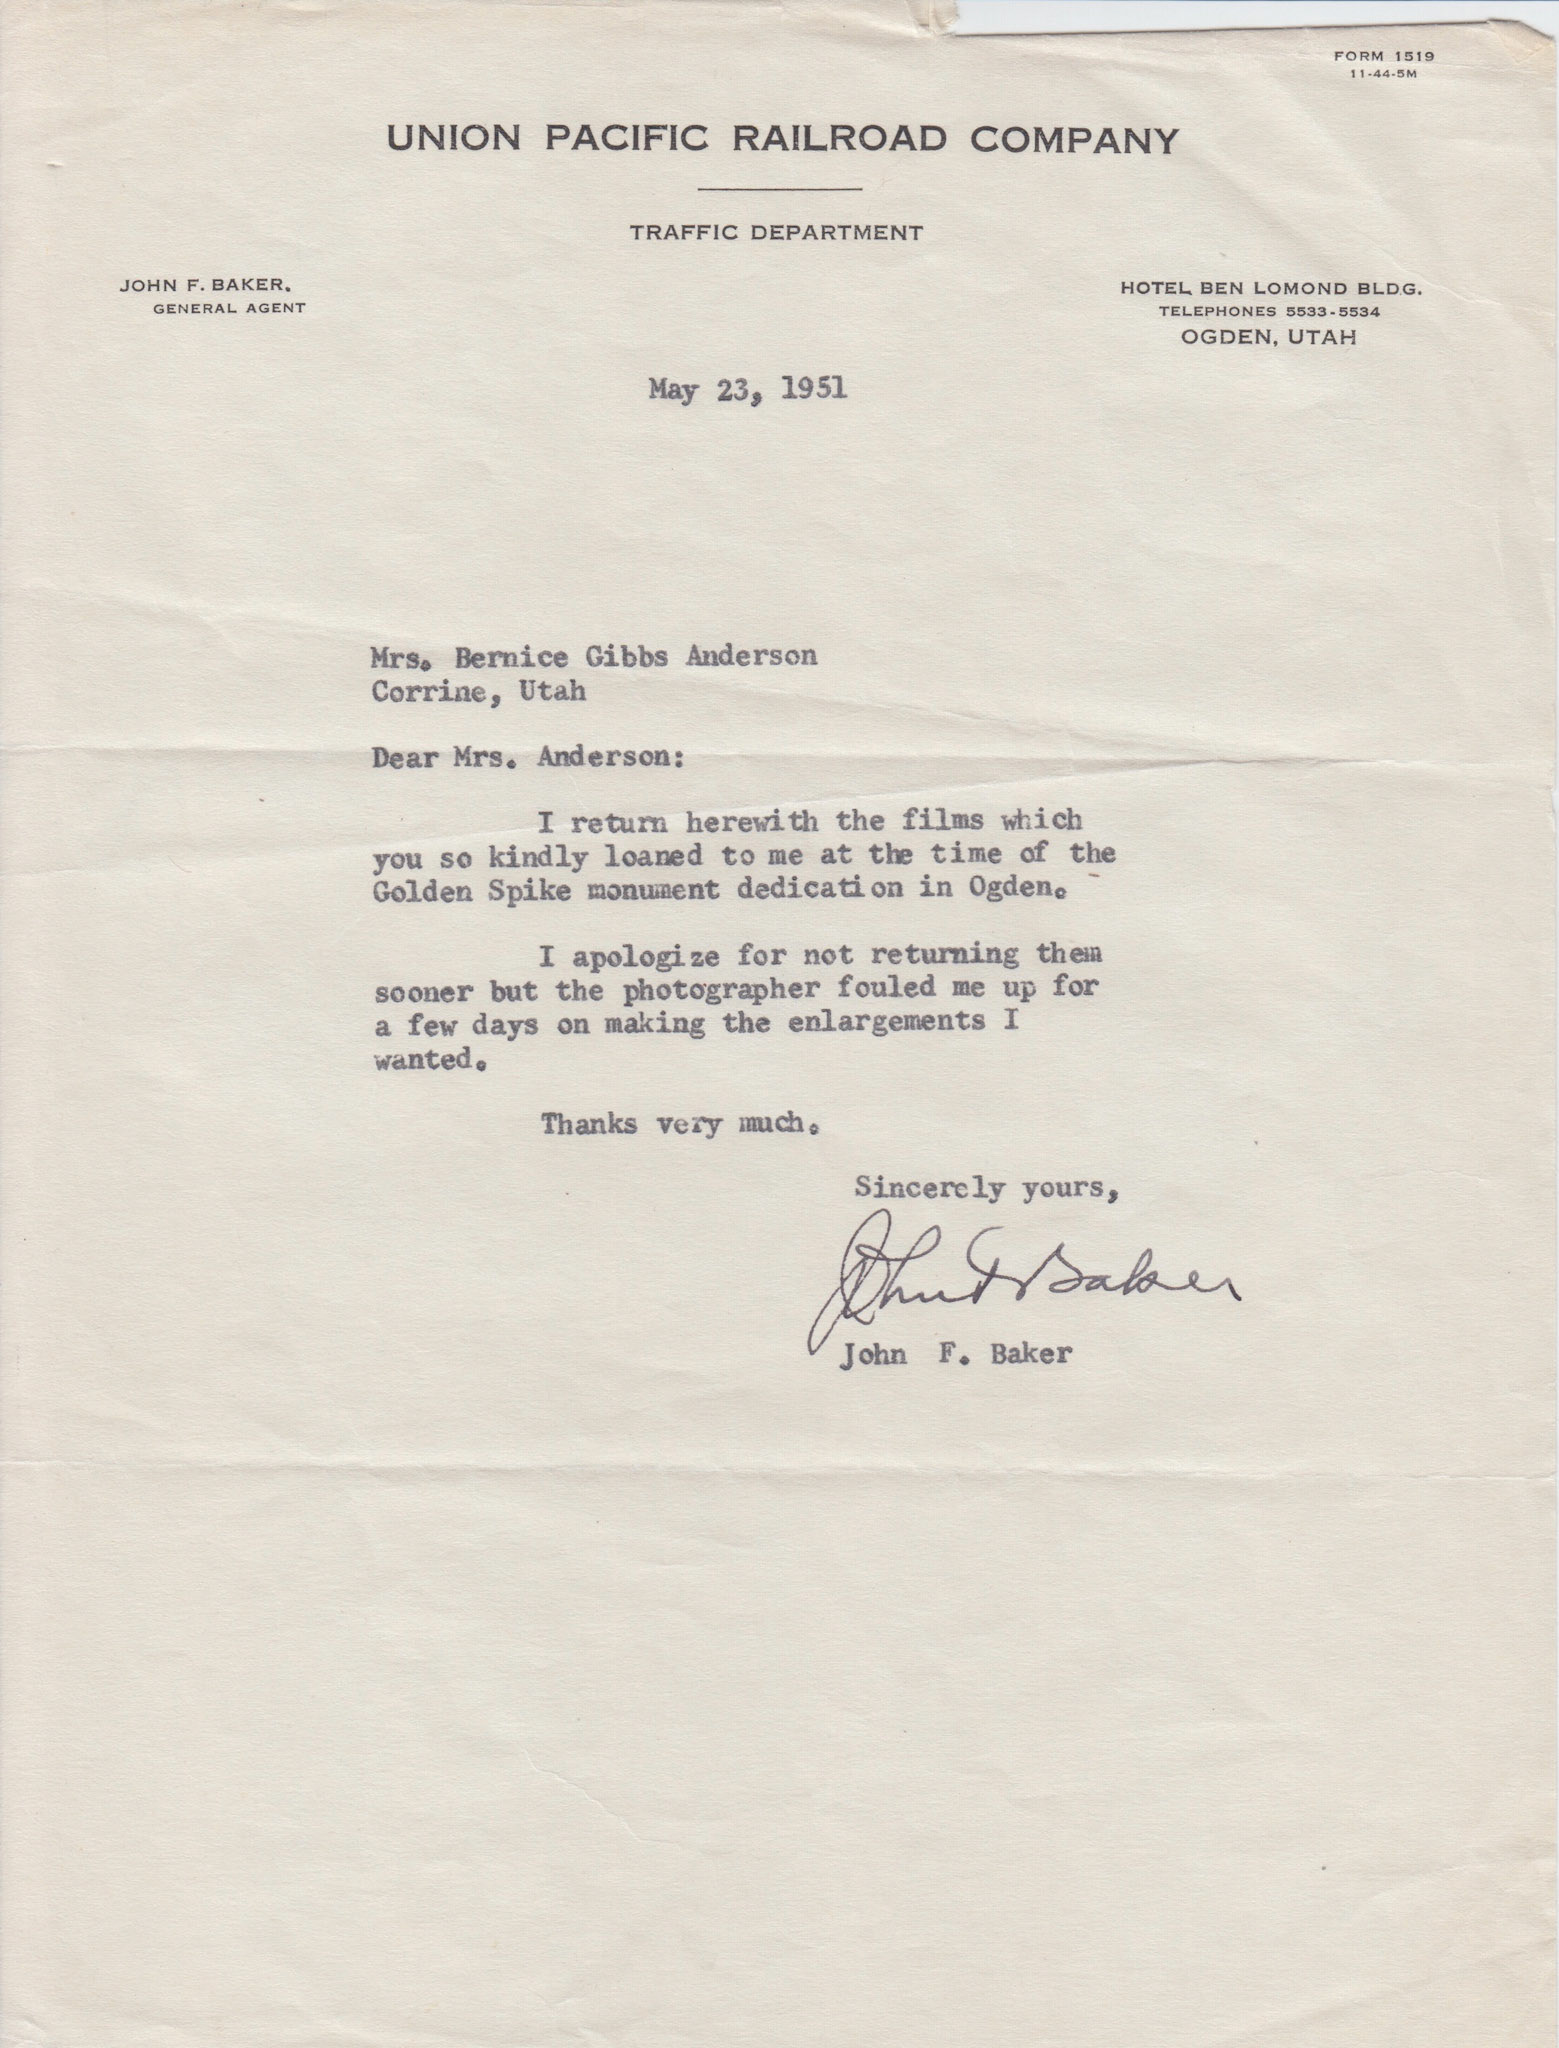 FORM 1519
11-44-5M
UNION PACIFIC RAILROAD COMPANY
TRAFFIC DEPARTMENT
JOHN F. BAKER.
GENERAL AGENT
HOTEL BEN LOMOND BLDG.
TELEPHONES 5533-5534
OGDEN, UTAH
May 23, 1951
Mrs. Bernice Gibbs Anderson
Corrine, Utah
Dear Mrs. Anderson:
I return herewith the films which
you so kindly loaned to me at the time of the
Golden Spike monument dedication in Ogden.
I apologize for not returning them
sooner but the photographer fouled me up for
a few days on making the enlargements I
wanted.
Thanks very much.
Sincerely yours,
John F Baker
John F. Baker